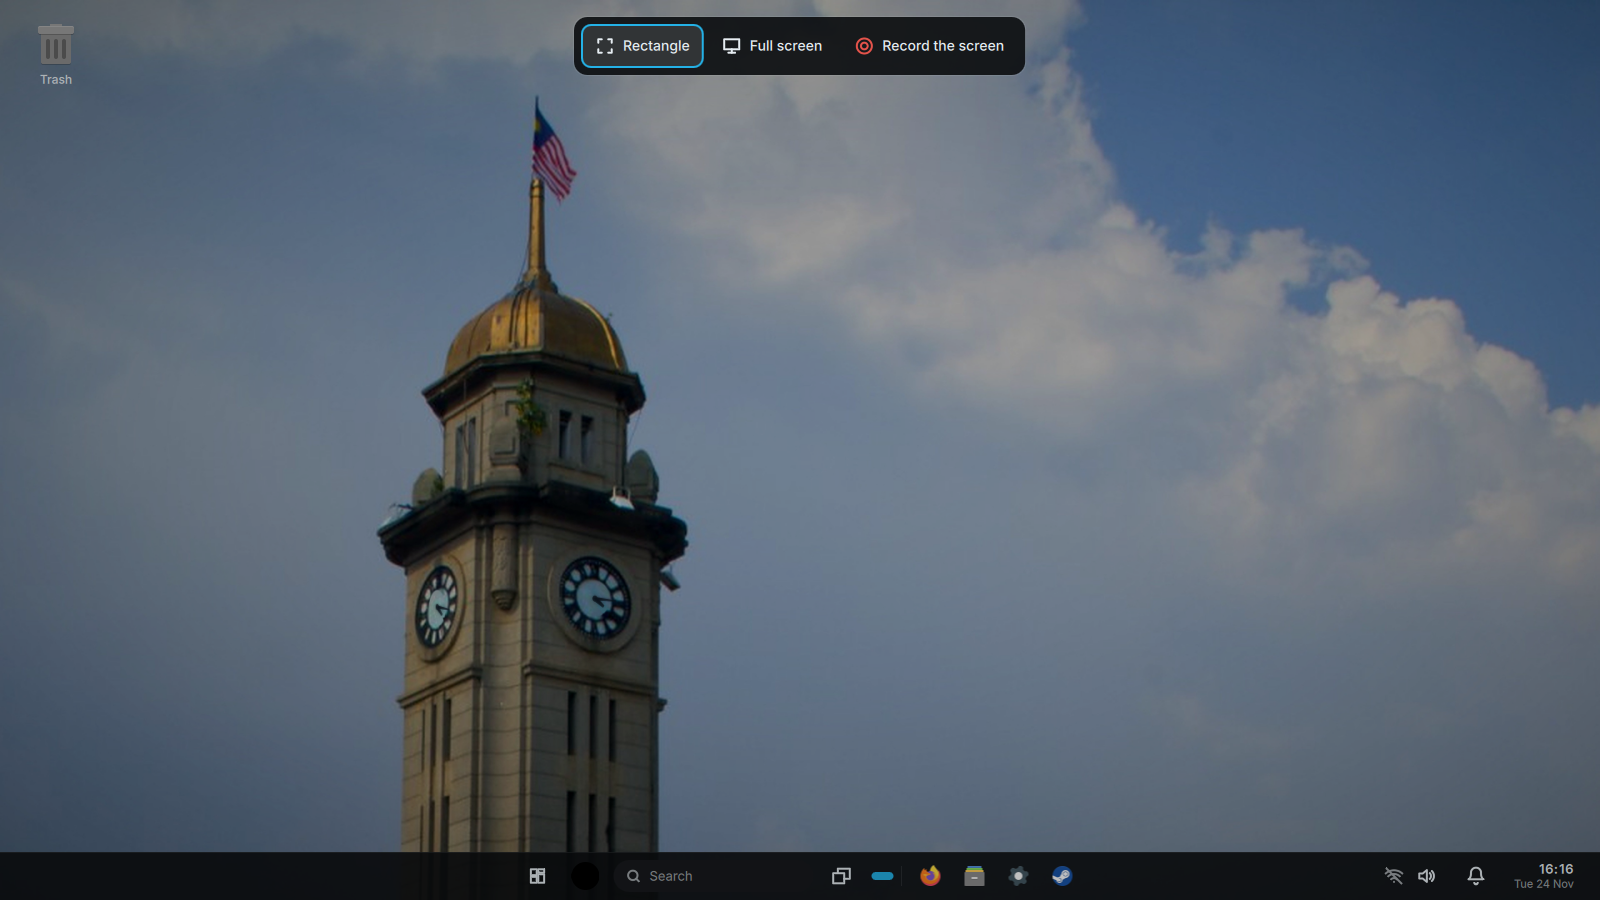 Trash
Rectangle
Full screen
Record the screen
Search
16:16
Tue 24 Nov